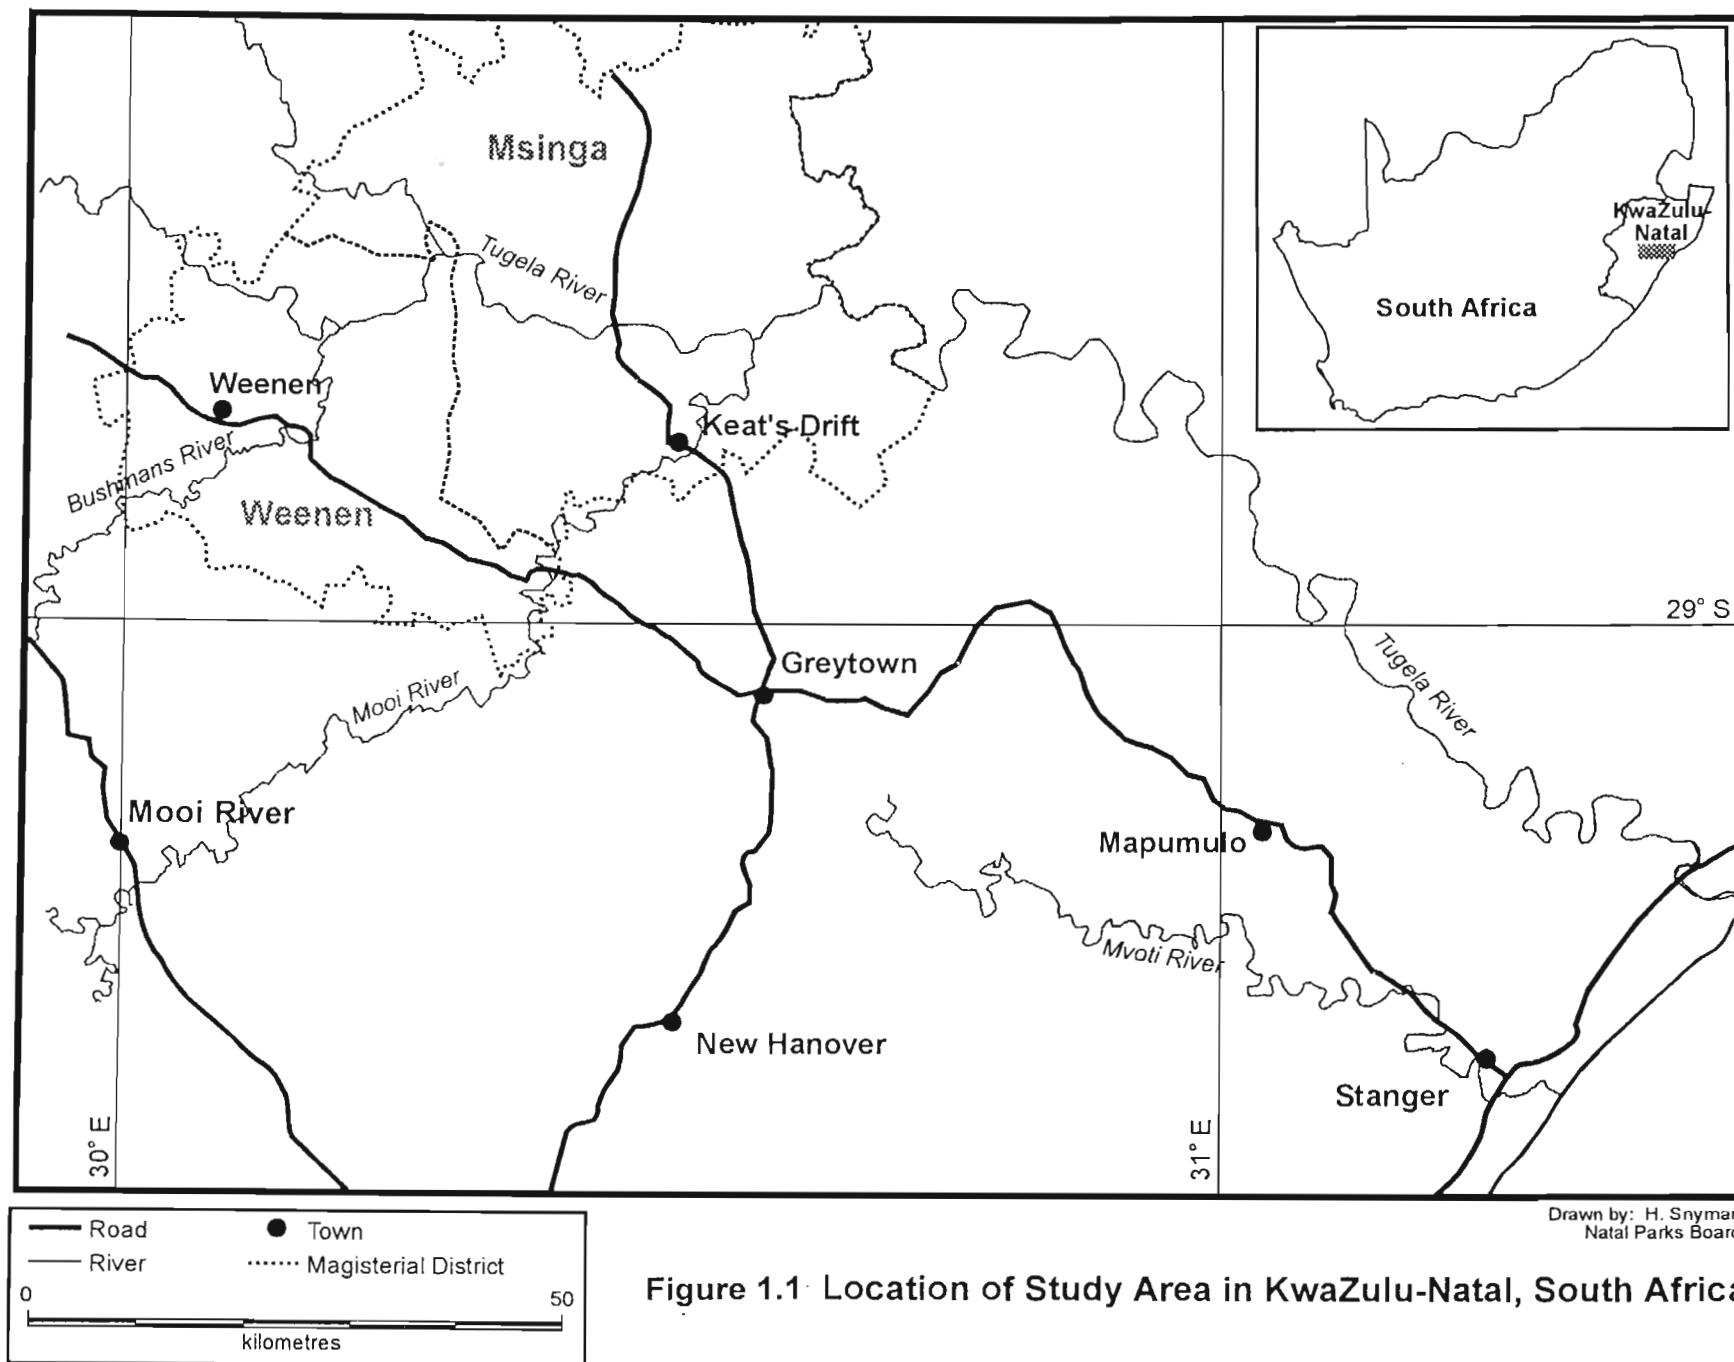 Msinga
Tugela River
KwaZulu-
Natal
South Africa
Weenen
Keat's Drift
Bushmans River
Weenen
29° S
Greytown
Tugela River
Mooi River
Mooi River
Mapumulo
Mvoti River
New Hanover
Stanger
30° E
31° E
Road
Town
River
Magisterial District
0
50
kilometres
Drawn by: H. Snyman
Natal Parks Board
Figure 1.1 Location of Study Area in KwaZulu-Natal, South Africa